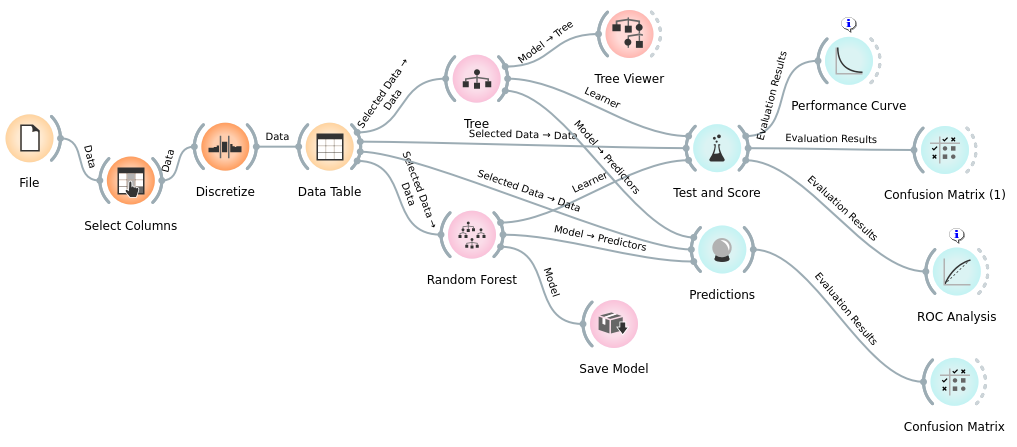 File
Data
Select Columns
Data
Discretize
Data
Data Table
Selected Data →
Data
Tree
Model → Tree
Tree Viewer
Learner
Selected Data → Data
Model → Predictors
Selected Data →
Data
Selected Data → Data
Learner
Random Forest
Model → Predictors
Model
Save Model
Test and Score
Predictions
Evaluation Results
Performance Curve
Evaluation Results
Confusion Matrix (1)
Evaluation Results
ROC Analysis
Evaluation Results
Confusion Matrix